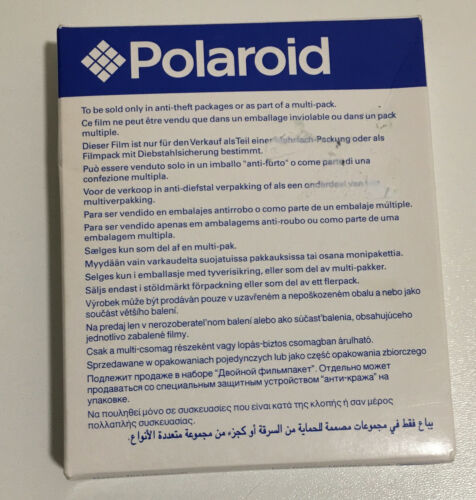 Polaroid
To be sold only in anti-theft packages or as part of a multi-pack.
Ce film ne peut être vendu que dans un emballage inviolable ou dans un pack
multiple.
Dieser Film ist nur für den Verkauf als Teil einer Mehrfach-Packung oder als
Filmpack mit Diebstahlsicherung bestimmt.
Può essere venduto solo in un imballo "anti-furto" o come parte di una
confezione multipla.
Voor de verkoop in anti-diefstal verpakking of als een onderdeel van
multiverpakking.
Para ser vendido en embalajes antirrobo o como parte de un embalaje múltiple.
Para ser vendido apenas em embalagems anti-roubo ou como parte de uma
embalagem multipla.
Sælges kun som del af en multi-pak.
Myydään vain varkaudelta suojatuissa pakkauksissa tai osana monipakettia.
Selges kun i emballasje med tyverisikring, eller som del av multi-pakker.
Säljs endast i stöldmärkt förpackning eller som del av ett flerpack.
Výrobek může být prodáván pouze v uzavřeném a nepoškozeném obalu a nebo jako
součást většího balení.
Na predaj len v nerozoberateľnom balení alebo ako súčasť balenia, obsahujúceho
jednotlivo zabalené filmy.
Csak a multi-csomag részeként vagy lopás-biztos csomagban árulható.
Sprzedawane w opakowaniach pojedynczych lub jako część opakowania zbiorczego
Подлежит продаже в наборе "Двойной фильмпакет". Отдельно может
продаваться со специальным защитным устройством "анти-кража" на
упаковке.
Να πουληθεί μόνο σε συσκευασίες που είναι κατά της κλοπής ή σαν μέρος
πολλαπλής συσκευασίας.
يباع فقط في مجموعات مصممة للحماية من السرقة أو كجزء من مجموعة متعددة الأنواع.